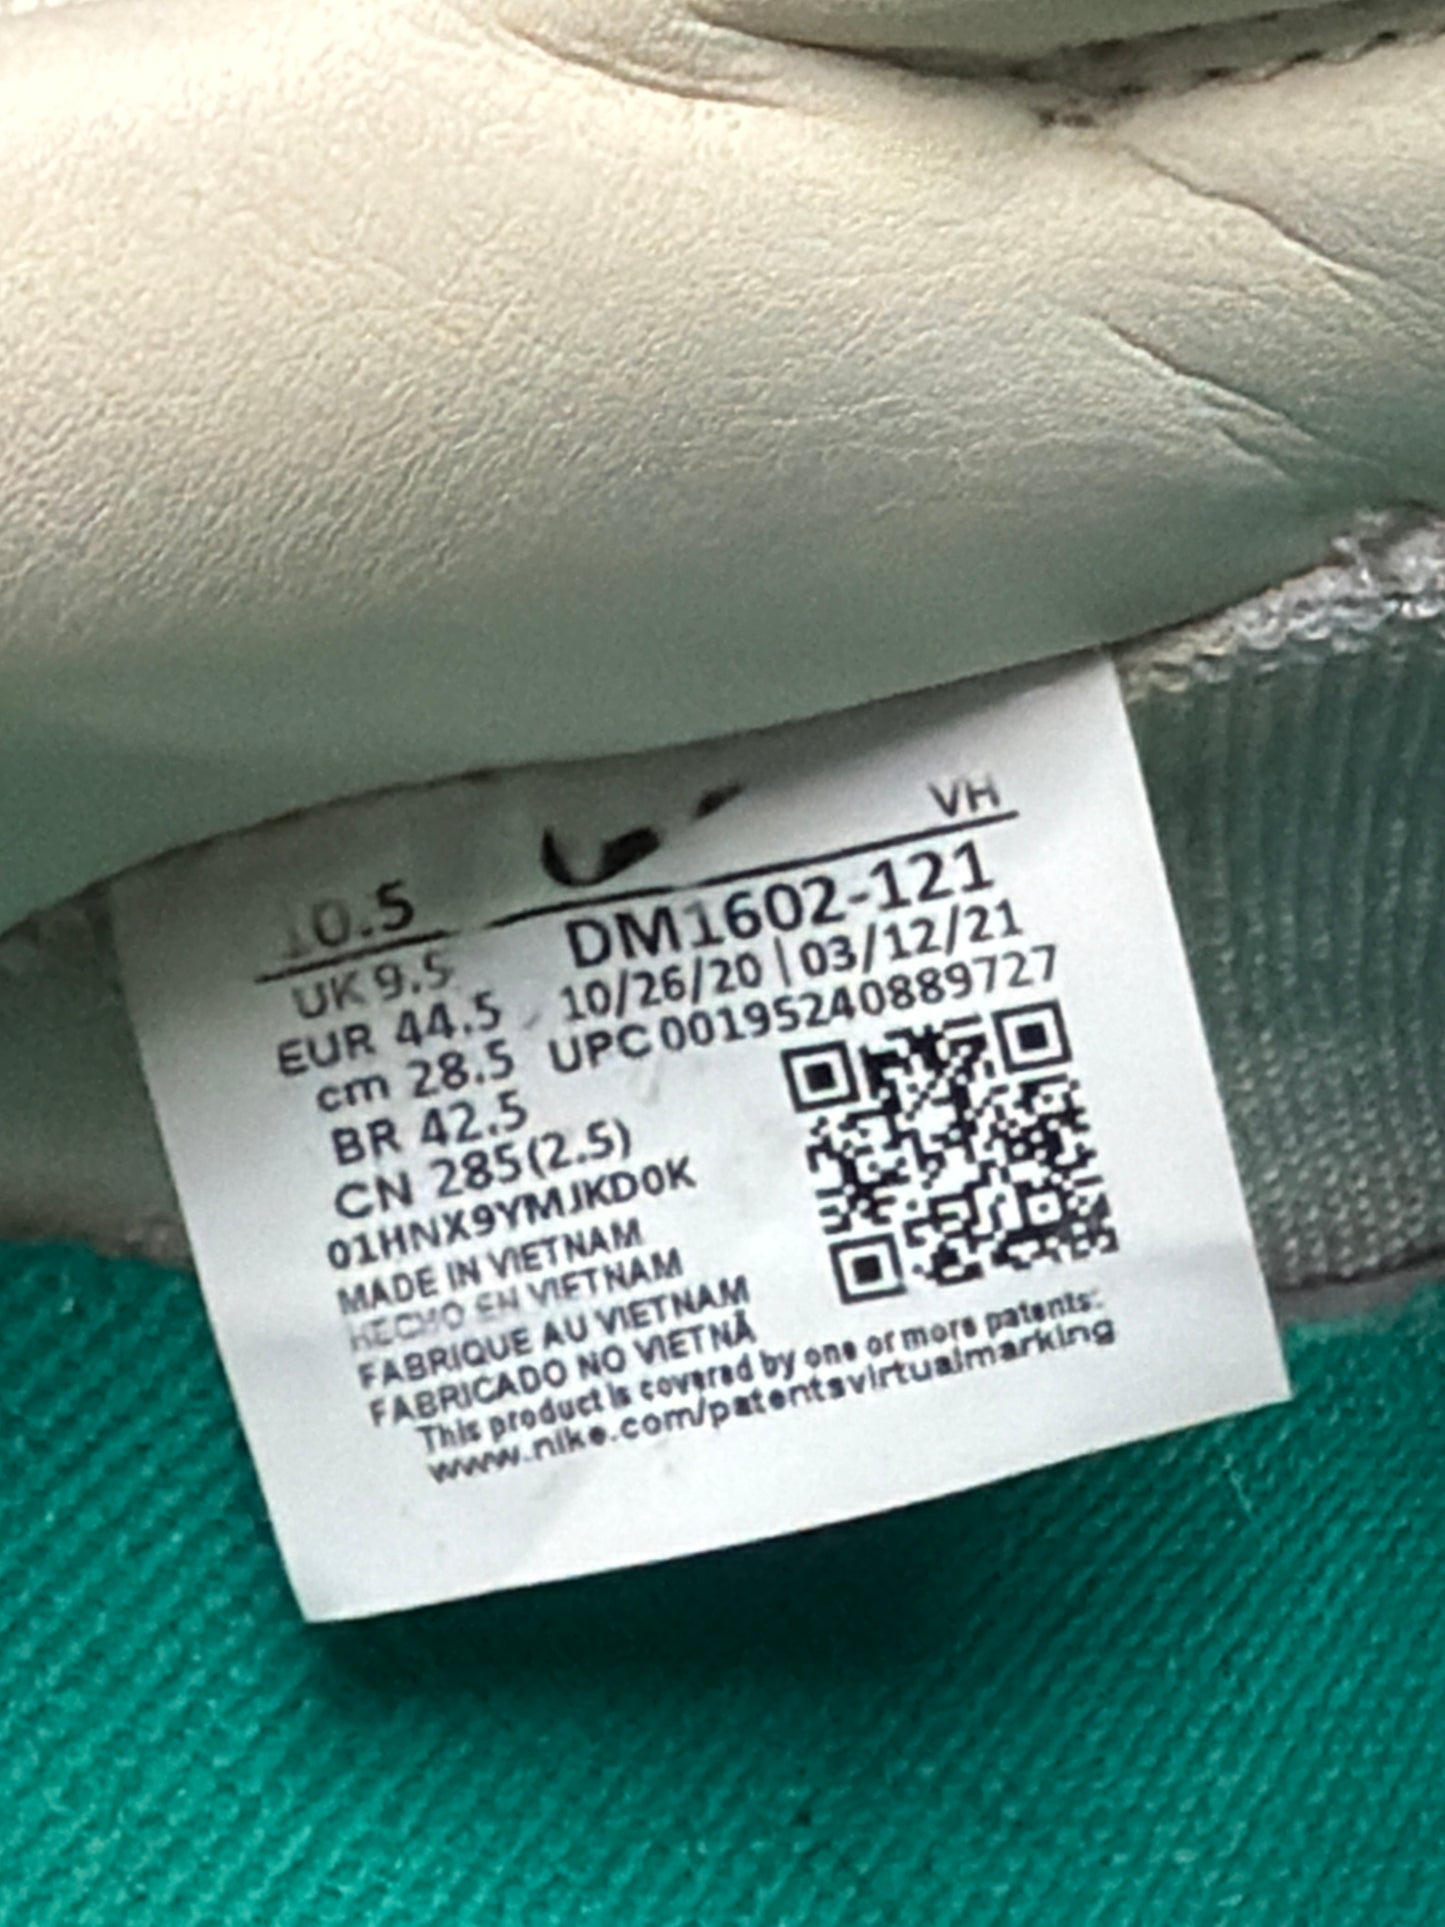 VH
10.5
DM1602-121
UK 9.5
10/26/20 | 03/12/21
EUR 44.5
UPC 00195240889727
cm 28.5
BR 42.5
CN 285(2.5)
01HNX9YMJKD0K
MADE IN VIETNAM
HECHO EN VIETNAM
FABRIQUE AU VIETNAM
FABRICADO NO VIETNÃ
This product is covered by one or more patents:
www.nike.com/patentsvirtualmarking